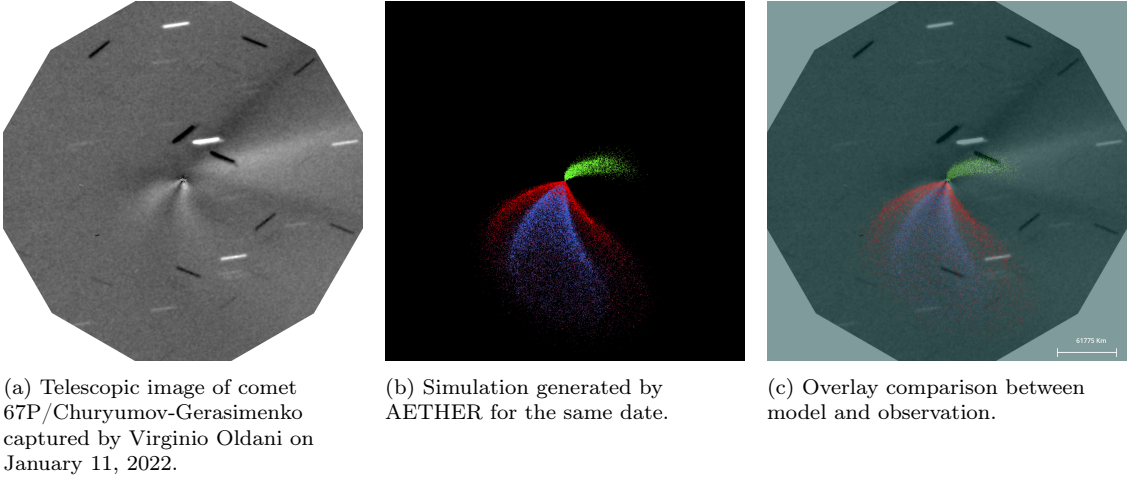 61775 Km
(a) Telescopic image of comet
67P/Churyumov-Gerasimenko
captured by Virginio Oldani on
January 11, 2022.
(b) Simulation generated by
AETHER for the same date.
(c) Overlay comparison between
model and observation.